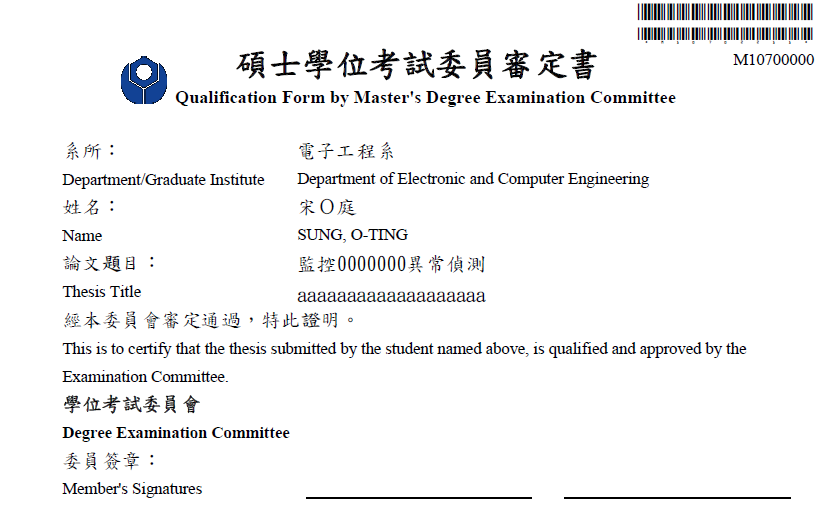 碩士學位考試委員審定書
M10700000
Qualification Form by Master's Degree Examination Committee
系所： 電子工程系
Department/Graduate Institute Department of Electronic and Computer Engineering
姓名： 宋O庭
Name SUNG, O-TING
論文題目： 監控0000000異常偵測
Thesis Title aaaaaaaaaaaaaaaaaaa
經本委員會審定通過，特此證明。
This is to certify that the thesis submitted by the student named above, is qualified and approved by the
Examination Committee.
學位考試委員會
Degree Examination Committee
委員簽章：
Member's Signatures